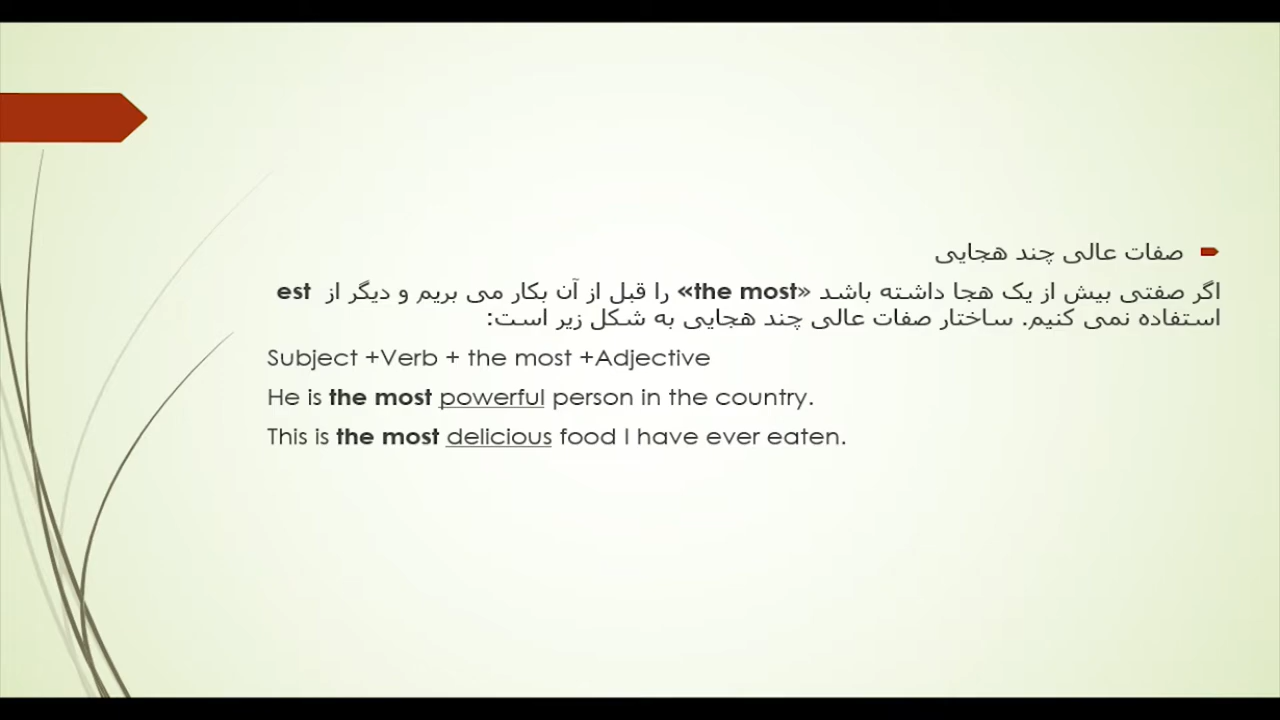 صفات عالی چند هجایی
اگر صفتی بیش از یک هجا داشته باشد «the most» را قبل از آن بکار می بریم و دیگر از est
استفاده نمی کنیم. ساختار صفات عالی چند هجایی به شکل زیر است:
Subject +Verb + the most +Adjective
He is the most powerful person in the country.
This is the most delicious food I have ever eaten.